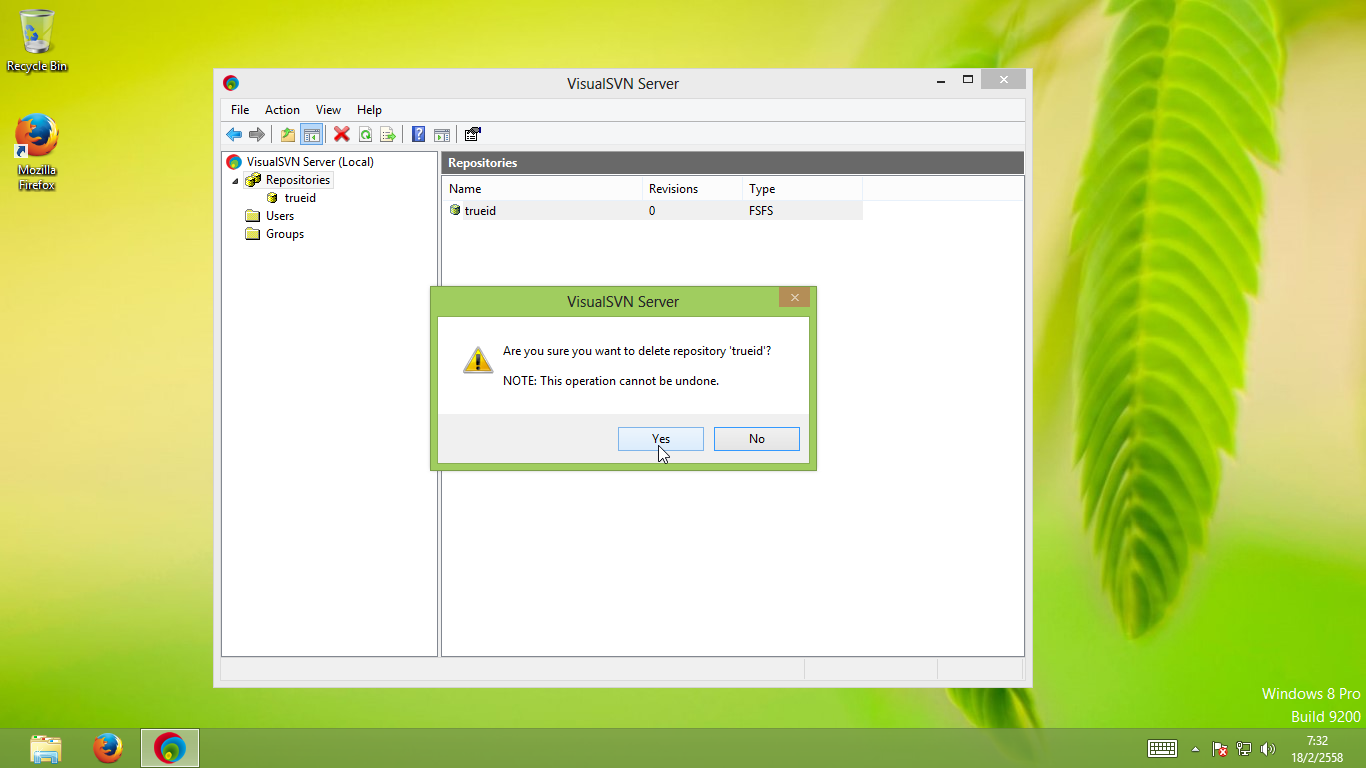 Recycle Bin
Mozilla
Firefox
VisualSVN Server
File Action View Help
VisualSVN Server (Local)
Repositories
trueid
Users
Groups
Repositories
Name Revisions Type
trueid 0 FSFS
VisualSVN Server
Are you sure you want to delete repository 'trueid'?
NOTE: This operation cannot be undone.
Yes No
Windows 8 Pro
Build 9200
7:32
18/2/2558